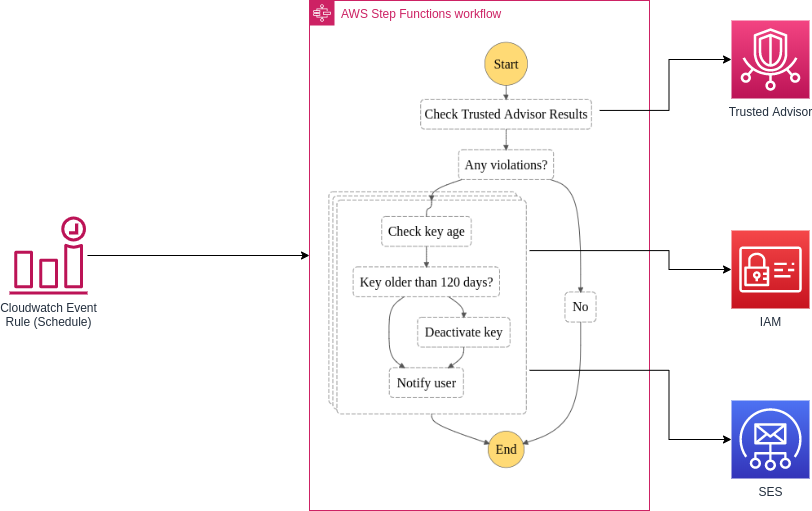 AWS Step Functions workflow
Start
Check Trusted Advisor Results
Trusted Advisor
Any violations?
Check key age
Key older than 120 days?
Cloudwatch Event
Rule (Schedule)
No
IAM
Deactivate key
Notify user
End
SES